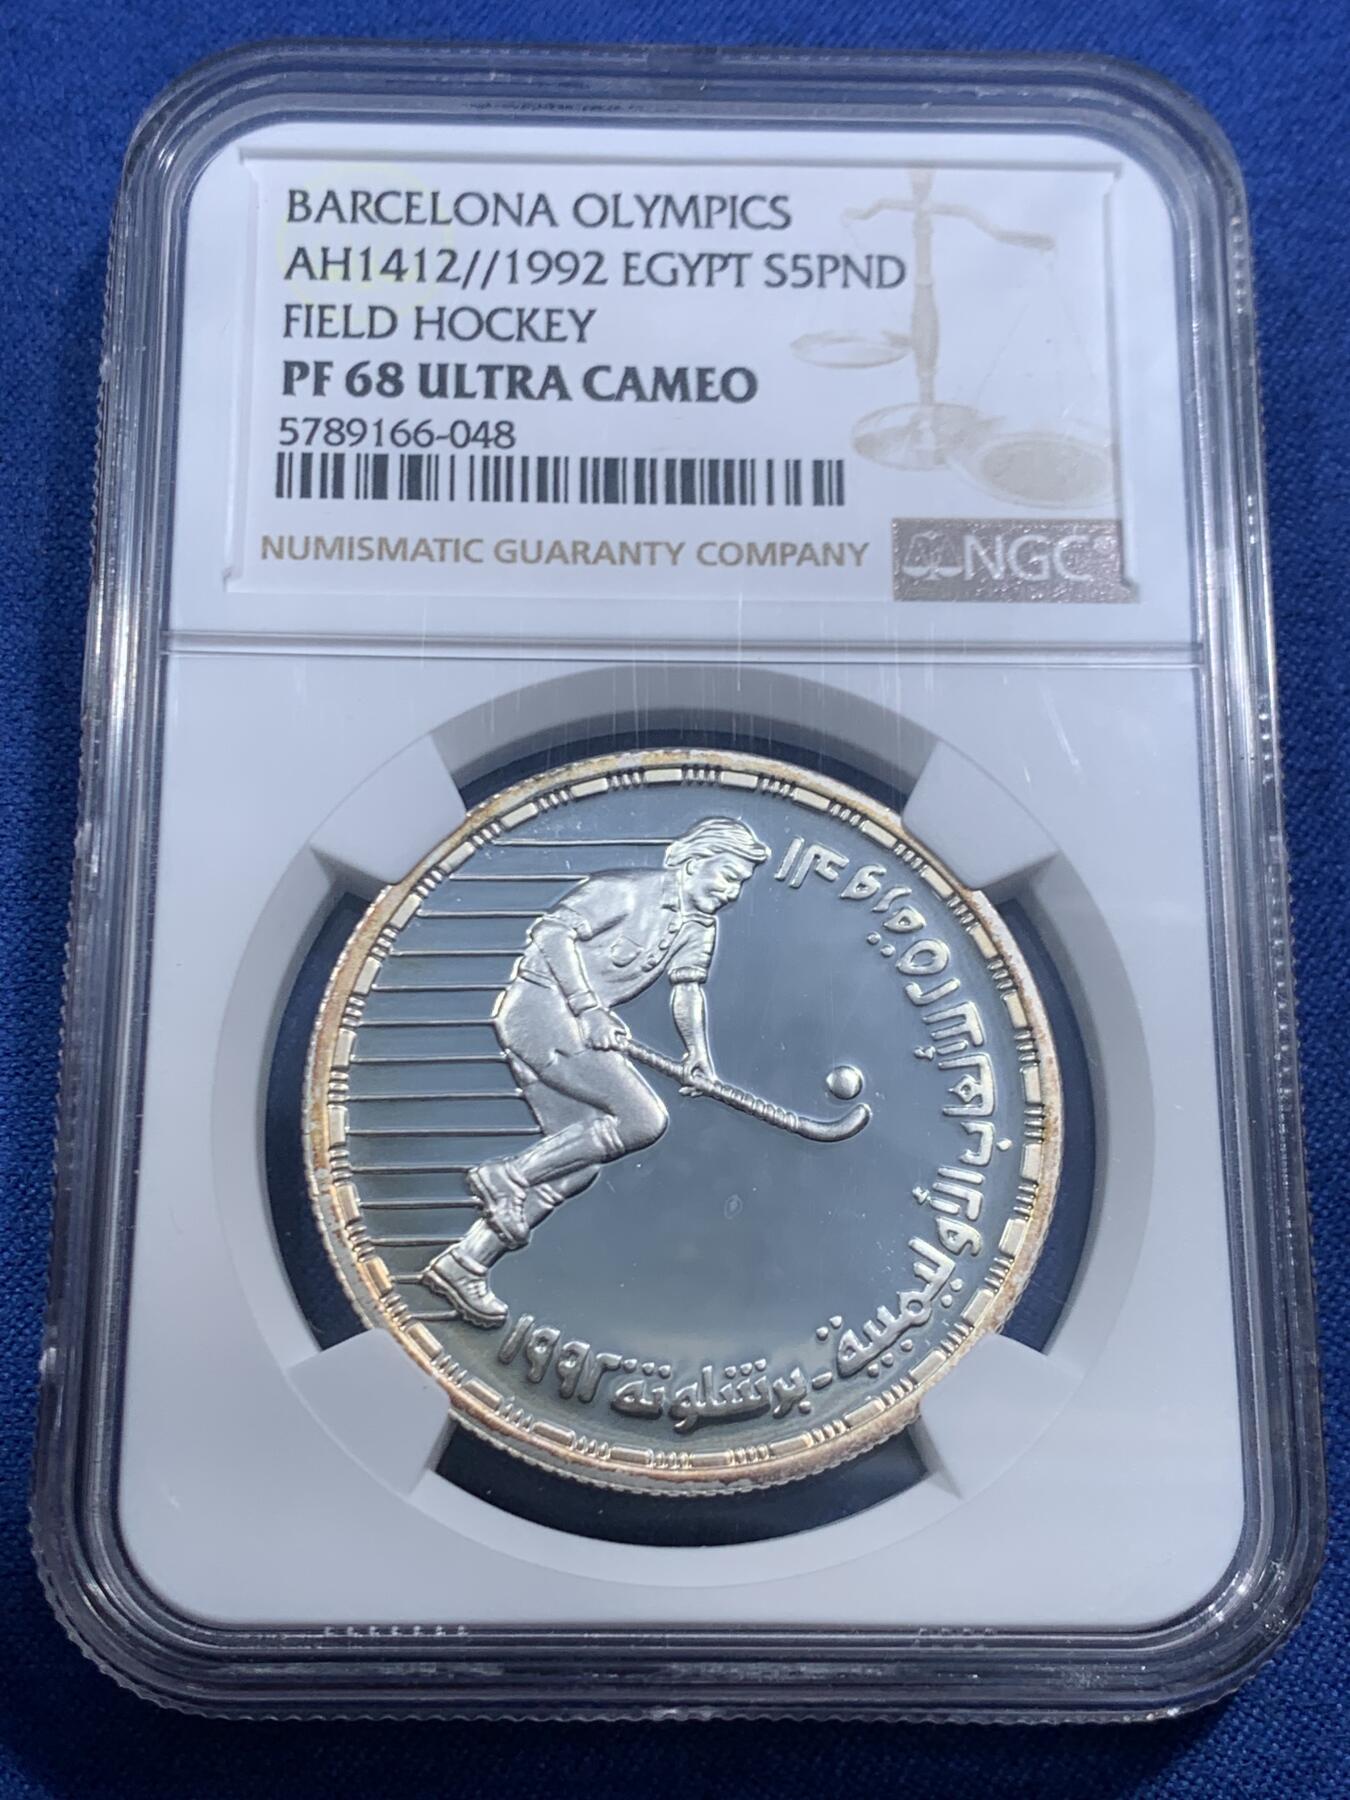 BARCELONA OLYMPICS
AH1412//1992 EGYPT S5PND
FIELD HOCKEY
PF 68 ULTRA CAMEO
5789166-048
NUMISMATIC GUARANTY COMPANY
NGC
الدورة الألعاب الأوليمبية - برشلونة ١٩٩٢